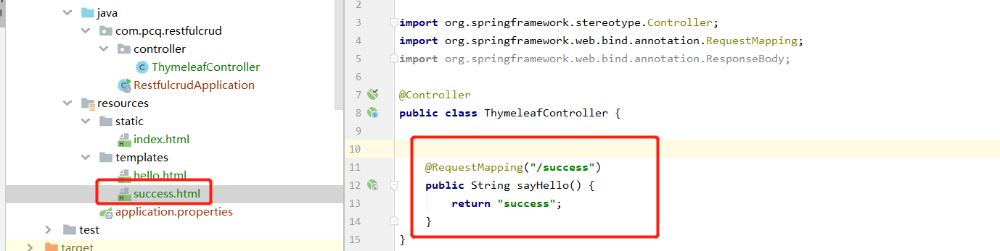 java
com.pcq.restfulcrud
controller
ThymeleafController
RestfulcrudApplication
resources
static
index.html
templates
hello.html
success.html
application.properties
test
target
2
3 import org.springframework.stereotype.Controller;
4 import org.springframework.web.bind.annotation.RequestMapping;
5 import org.springframework.web.bind.annotation.ResponseBody;
6
7 @Controller
8 public class ThymeleafController {
9
10
11 @RequestMapping("/success")
12 public String sayHello() {
13 return "success";
14 }
15 }